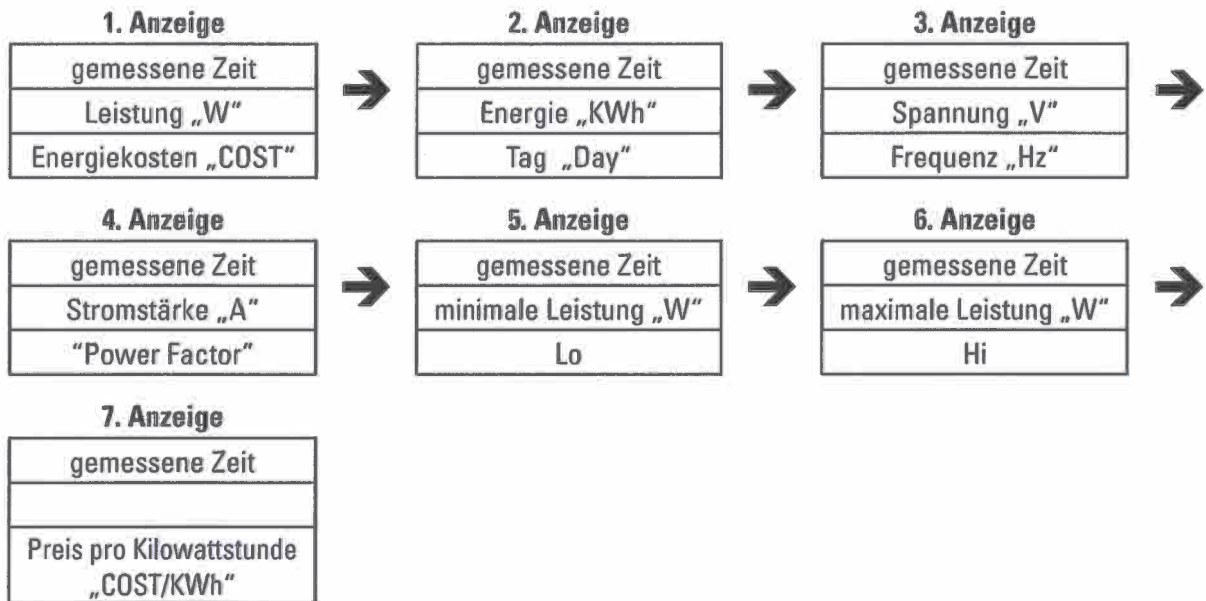 1. Anzeige
gemessene Zeit
Leistung „W"
Energiekosten „COST"
2. Anzeige
gemessene Zeit
Energie „KWh"
Tag „Day"
3. Anzeige
gemessene Zeit
Spannung „V"
Frequenz „Hz"
4. Anzeige
gemessene Zeit
Stromstärke „A"
"Power Factor"
5. Anzeige
gemessene Zeit
minimale Leistung „W"
Lo
6. Anzeige
gemessene Zeit
maximale Leistung „W"
Hi
7. Anzeige
gemessene Zeit
Preis pro Kilowattstunde
„COST/KWh"